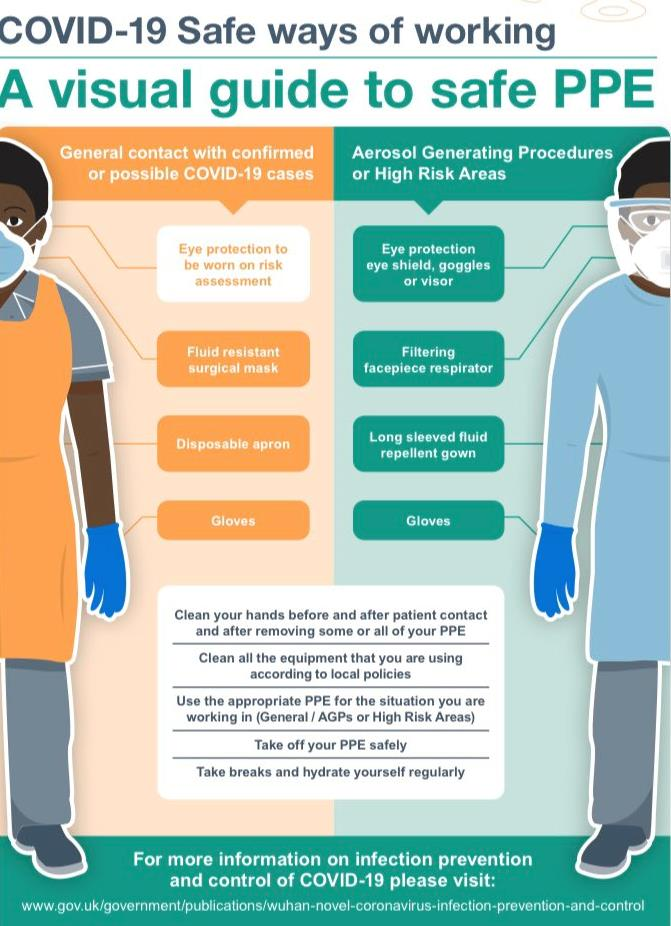 COVID-19 Safe ways of working
A visual guide to safe PPE
General contact with confirmed
or possible COVID-19 cases
Aerosol Generating Procedures
or High Risk Areas
Eye protection to
be worn on risk
assessment
Eye protection
eye shield, goggles
or visor
Fluid resistant
surgical mask
Filtering
facepiece respirator
Disposable apron
Long sleeved fluid
repellent gown
Gloves
Gloves
Clean your hands before and after patient contact
and after removing some or all of your PPE
Clean all the equipment that you are using
according to local policies
Use the appropriate PPE for the situation you are
working in (General / AGPs or High Risk Areas)
Take off your PPE safely
Take breaks and hydrate yourself regularly
For more information on infection prevention
and control of COVID-19 please visit:
www.gov.uk/government/publications/wuhan-novel-coronavirus-infection-prevention-and-control